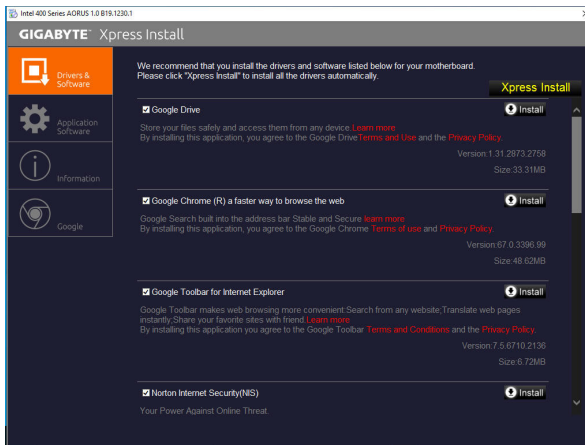 Intel 400 Series AORUS 1.0 B19.1230.1
GIGABYTE™ Xpress Install
Drivers &
Software
Application
Software
Information
Google
We recommend that you install the drivers and software listed below for your motherboard.
Please click "Xpress Install" to install all the drivers automatically.
Xpress Install
Google Drive
Install
Store your files safely and access them from any device.Learn more
By installing this application, you agree to the Google DriveTerms and Use and the Privacy Policy.
Version:1.31.2873.2758
Size:33.31MB
Google Chrome (R) a faster way to browse the web
Install
Google Search built into the address bar Stable and Secure learn more
By installing this application, you agree to the Google Chrome Terms of use and Privacy Policy.
Version:67.0.3396.99
Size:48.62MB
Google Toolbar for Internet Explorer
Install
Google Toolbar makes web browsing more convenient:Search from any website;Translate web pages
instantly;Share your favorite sites with friend.Learn more
By installing this application you agree to the Google Toolbar Terms and Conditions and the Privacy Policy.
Version:7.5.6710.2136
Size:6.72MB
Norton Internet Security(NIS)
Install
Your Power Against Online Threat.